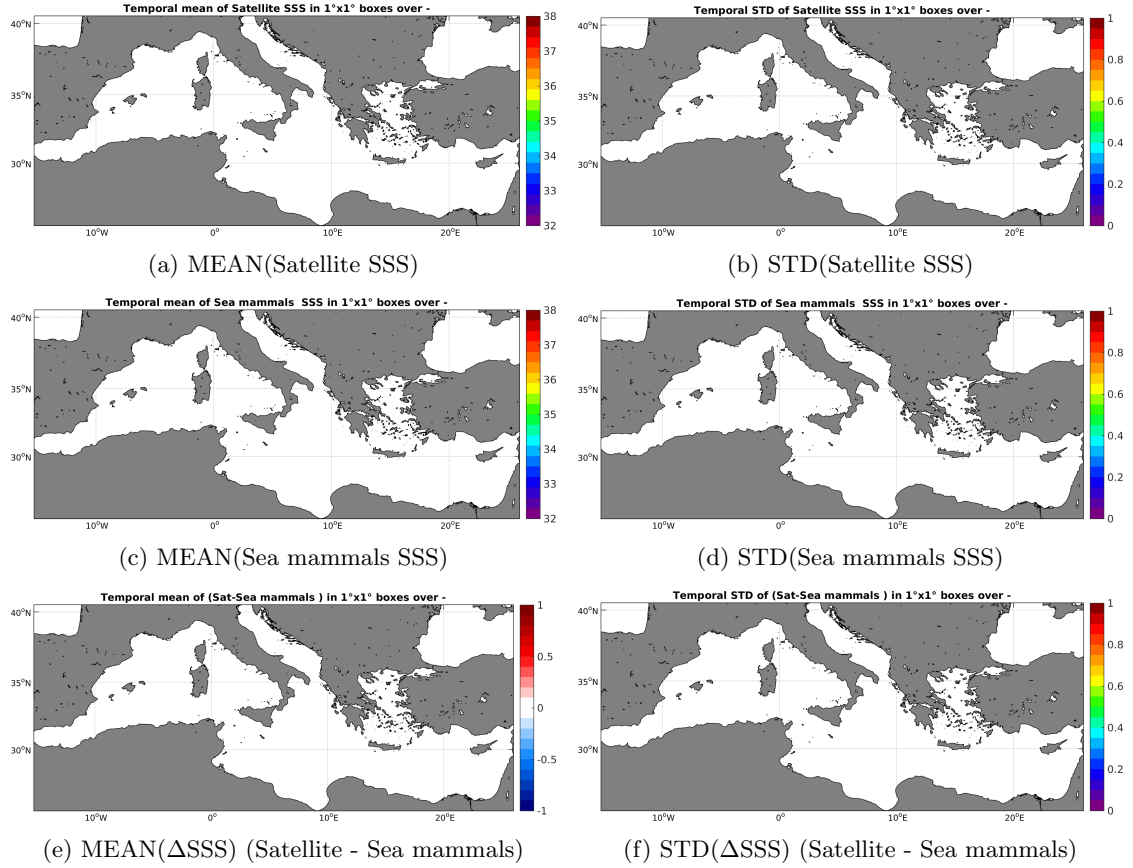 Temporal mean of Satellite SSS in 1°x1° boxes over -
40°N
35°N
30°N
10°W
0°
10°E
20°E
38
37
36
35
34
33
32
(a) MEAN(Satellite SSS)
Temporal STD of Satellite SSS in 1°x1° boxes over -
40°N
35°N
30°N
10°W
0°
10°E
20°E
1
0.8
0.6
0.4
0.2
0
(b) STD(Satellite SSS)
Temporal mean of Sea mammals SSS in 1°x1° boxes over -
40°N
35°N
30°N
10°W
0°
10°E
20°E
38
37
36
35
34
33
32
(c) MEAN(Sea mammals SSS)
Temporal STD of Sea mammals SSS in 1°x1° boxes over -
40°N
35°N
30°N
10°W
0°
10°E
20°E
1
0.8
0.6
0.4
0.2
0
(d) STD(Sea mammals SSS)
Temporal mean of (Sat-Sea mammals ) in 1°x1° boxes over -
40°N
35°N
30°N
10°W
0°
10°E
20°E
1
0.5
0
-0.5
-1
(e) MEAN(ΔSSS) (Satellite - Sea mammals)
Temporal STD of (Sat-Sea mammals ) in 1°x1° boxes over -
40°N
35°N
30°N
10°W
0°
10°E
20°E
1
0.8
0.6
0.4
0.2
0
(f) STD(ΔSSS) (Satellite - Sea mammals)